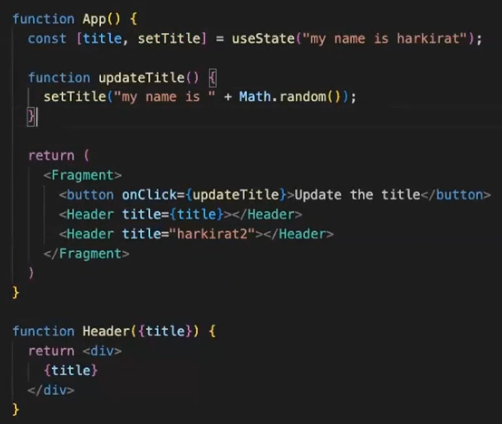 function App() {
const [title, setTitle] = useState("my name is harkirat");
function updateTitle() {
setTitle("my name is " + Math.random());
}
return (
<Fragment>
<button onClick={updateTitle}>Update the title</button>
<Header title={title}></Header>
<Header title="harkirat2"></Header>
</Fragment>
)
}
function Header({title}) {
return <div>
{title}
</div>
}